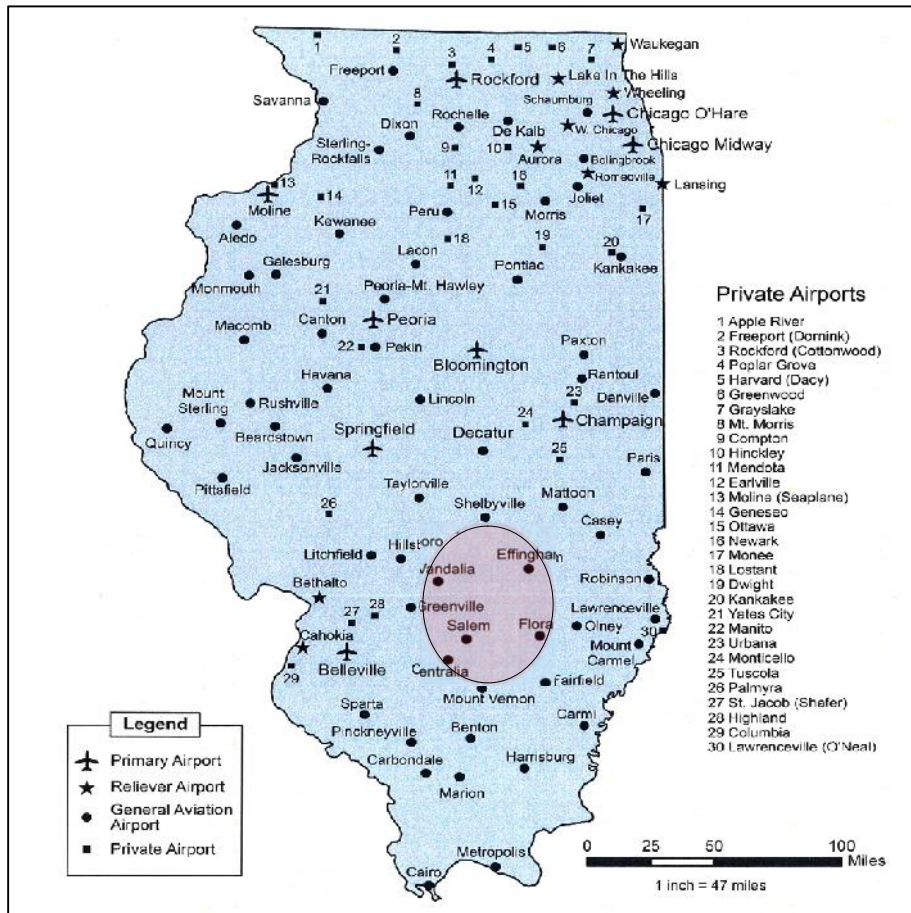 1
2
3
4
5
6
7
Waukegan
Freeport
Rockford
Lake In The Hills
Wheeling
Savanna
8
Schaumburg
Chicago O'Hare
Rochelle
De Kalb
W. Chicago
Dixon
Chicago Midway
Sterling-
Rockfalls
9
10
Aurora
Bolingbrook
Romeoville
13
14
11
12
16
Joliet
Lansing
Moline
15
Morris
17
Peru
Aledo
Kewanee
18
19
20
Lacon
Kankakee
Galesburg
Pontiac
Monmouth
Peoria-Mt. Hawley
21
Macomb
Canton
Peoria
22
Pekin
Bloomington
Paxton
Havana
Rantoul
Mount
Sterling
Rushville
Lincoln
23
Danville
Quincy
Beardstown
Springfield
Decatur
24
Champaign
Jacksonville
25
Paris
Pittsfield
Taylorville
Mattoon
26
Shelbyville
Casey
Litchfield
Hillst
oro
Effinghan
Vandalia
Robinson
Bethalto
27
28
Greenville
Lawrenceville
Salem
Flora
Olney
30
Cahokia
Mount
Carmel
29
Belleville
Centralia
Fairfield
Mount Vernon
Sparta
Carmi
Pinckneyville
Benton
Carbondale
Harrisburg
Marion
Metropolis
Cairo
Private Airports
1 Apple River
2 Freeport (Dornink)
3 Rockford (Cottonwood)
4 Poplar Grove
5 Harvard (Dacy)
6 Greenwood
7 Grayslake
8 Mt. Morris
9 Compton
10 Hinckley
11 Mendota
12 Earlville
13 Moline (Seaplane)
14 Geneseo
15 Ottawa
16 Newark
17 Monee
18 Lostant
19 Dwight
20 Kankakee
21 Yates City
22 Manito
23 Urbana
24 Monticello
25 Tuscola
26 Palmyra
27 St. Jacob (Shafer)
28 Highland
29 Columbia
30 Lawrenceville (O'Neal)
Legend
Primary Airport
Reliever Airport
General Aviation
Airport
Private Airport
0 25 50 100
Miles
1 inch = 47 miles